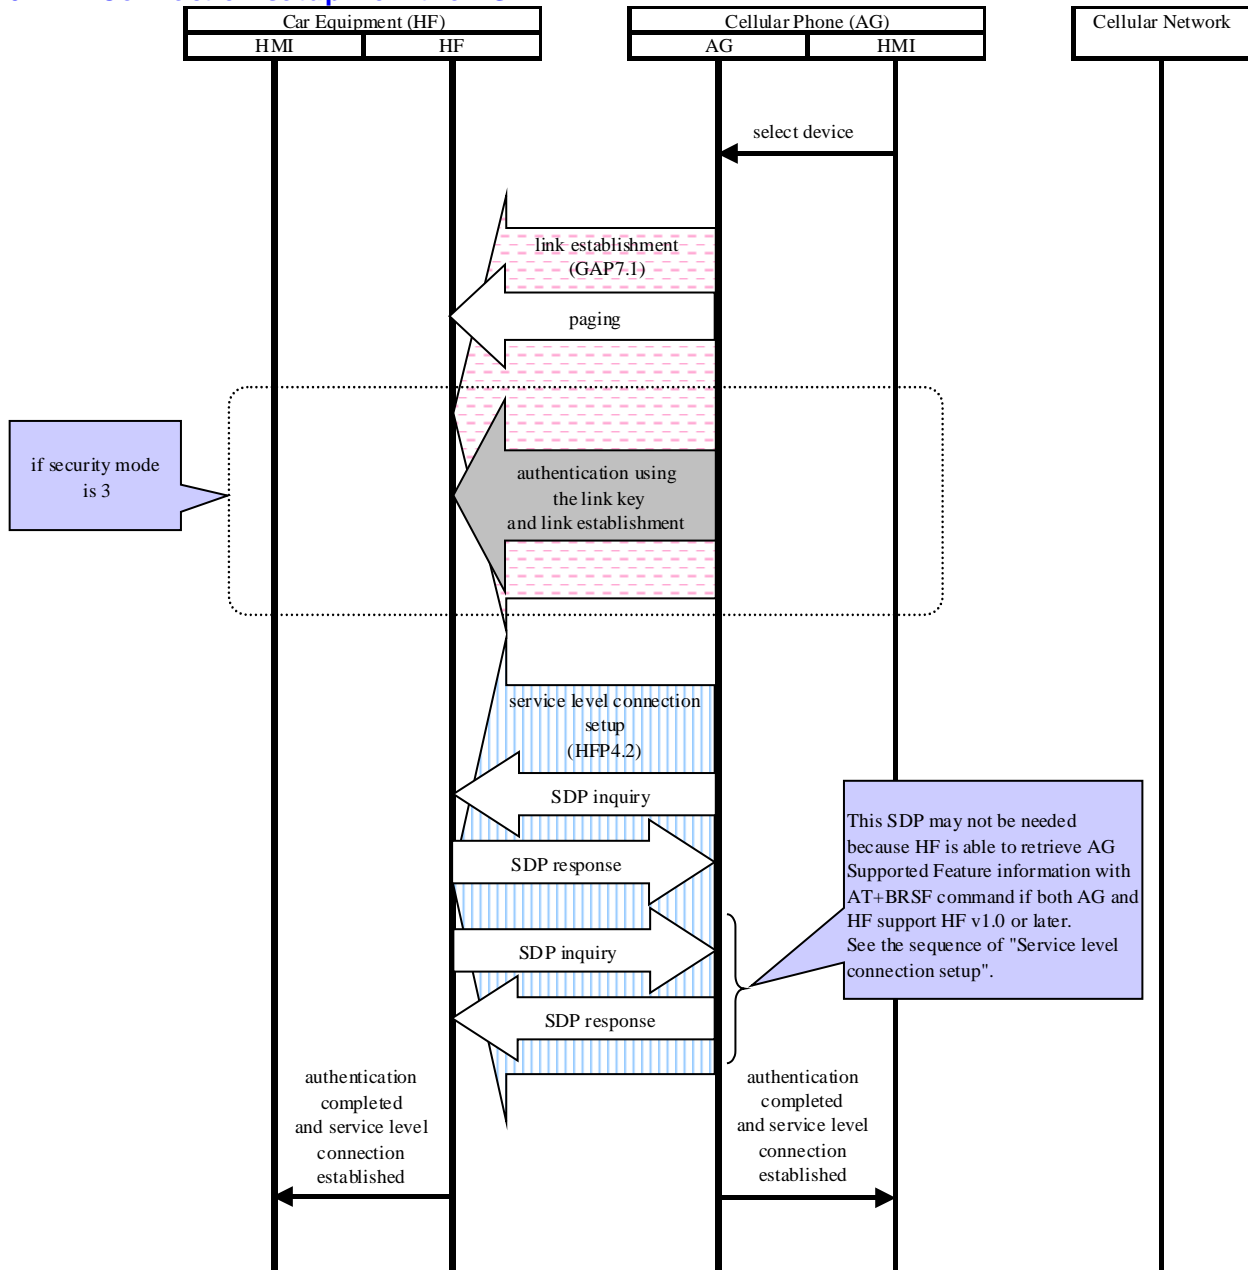 Car Equipment (HF)
Cellular Phone (AG)
Cellular Network
HMI
HF
AG
HMI
select device
link establishment
(GAP7.1)
paging
if security mode
is 3
authentication using
the link key
and link establishment
service level connection
setup
(HFP4.2)
SDP inquiry
This SDP may not be needed
because HF is able to retrieve AG
Supported Feature information with
AT+BRSF command if both AG and
HF support HF v1.0 or later.
See the sequence of "Service level
connection setup".
SDP response
SDP inquiry
SDP response
authentication
completed
and service level
connection
established
authentication
completed
and service level
connection
established